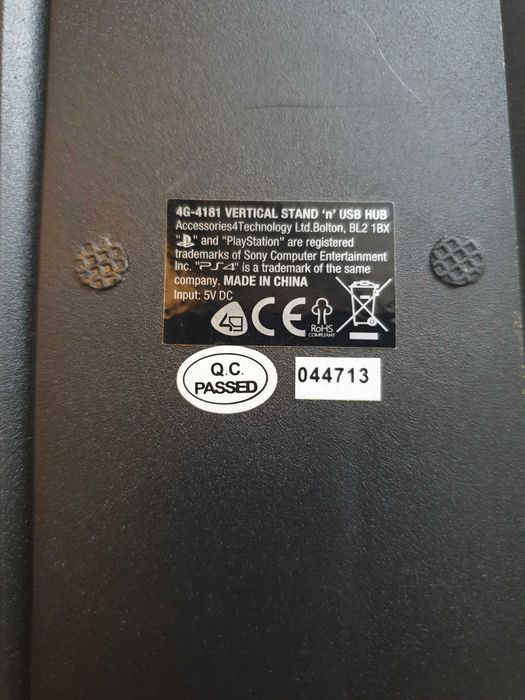 4G-4181 VERTICAL STAND 'n' USB HUB
Accessories4Technology Ltd.Bolton, BL2 1BX
" " and "PlayStation" are registered
trademarks of Sony Computer Entertainment
Inc. "PS4" is a trademark of the same
company. MADE IN CHINA
Input: 5V DC
4G CE RoHS
COMPLIANT
Q.C.
PASSED
044713